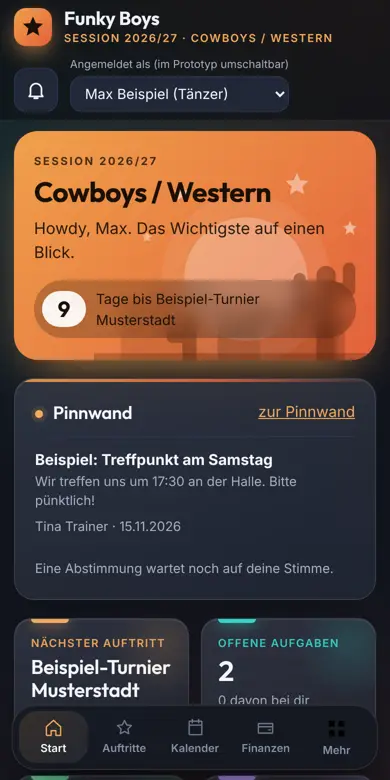 Funky Boys
SESSION 2026/27 · COWBOYS / WESTERN
Angemeldet als (im Prototyp umschaltbar)
Max Beispiel (Tänzer)
SESSION 2026/27
Cowboys / Western
Howdy, Max. Das Wichtigste auf einen
Blick.
9
Tage bis Beispiel-Turnier
Musterstadt
Pinnwand
zur Pinnwand
Beispiel: Treffpunkt am Samstag
Wir treffen uns um 17:30 an der Halle. Bitte
pünktlich!
Tina Trainer · 15.11.2026
Eine Abstimmung wartet noch auf deine Stimme.
NÄCHSTER AUFTRITT
Beispiel-Turnier
Musterstadt
OFFENE AUFGABEN
2
0 davon bei dir
Start
Auftritte
Kalender
Finanzen
Mehr